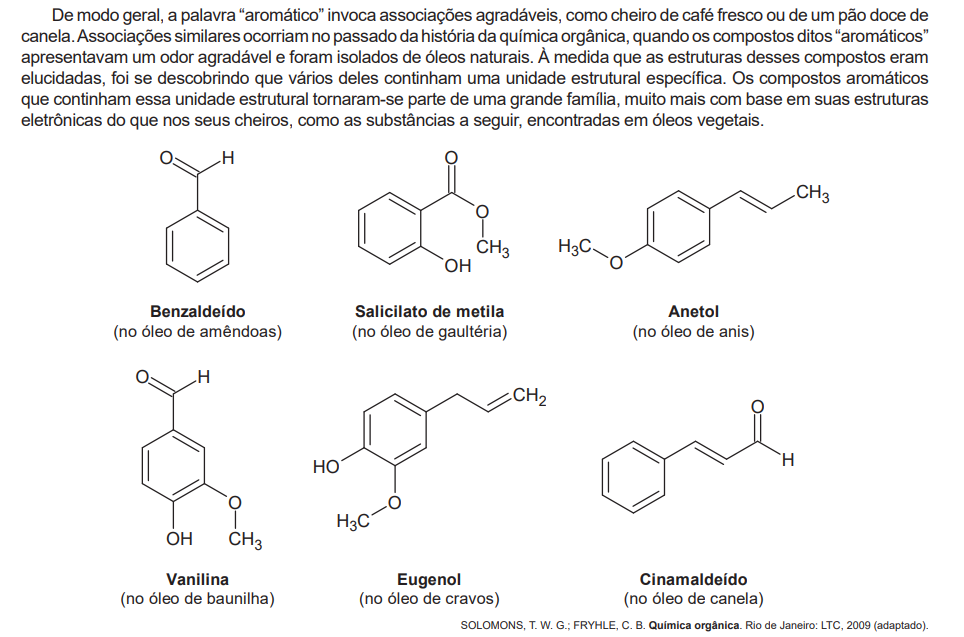 De modo geral, a palavra “aromático” invoca associações agradáveis, como cheiro de café fresco ou de um pão doce de
canela. Associações similares ocorriam no passado da história da química orgânica, quando os compostos ditos “aromáticos”
apresentavam um odor agradável e foram isolados de óleos naturais. À medida que as estruturas desses compostos eram
elucidadas, foi se descobrindo que vários deles continham uma unidade estrutural específica. Os compostos aromáticos
que continham essa unidade estrutural tornaram-se parte de uma grande família, muito mais com base em suas estruturas
eletrônicas do que nos seus cheiros, como as substâncias a seguir, encontradas em óleos vegetais.
O H
O
O
CH3
OH
CH3
H3C
O
Benzaldeído
(no óleo de amêndoas)
Salicilato de metila
(no óleo de gaultéria)
Anetol
(no óleo de anis)
O H
O
OH
CH3
CH2
HO
O
H3C
O
H
Vanilina
(no óleo de baunilha)
Eugenol
(no óleo de cravos)
Cinamaldeído
(no óleo de canela)
SOLOMONS, T. W. G.; FRYHLE, C. B. Química orgânica. Rio de Janeiro: LTC, 2009 (adaptado).